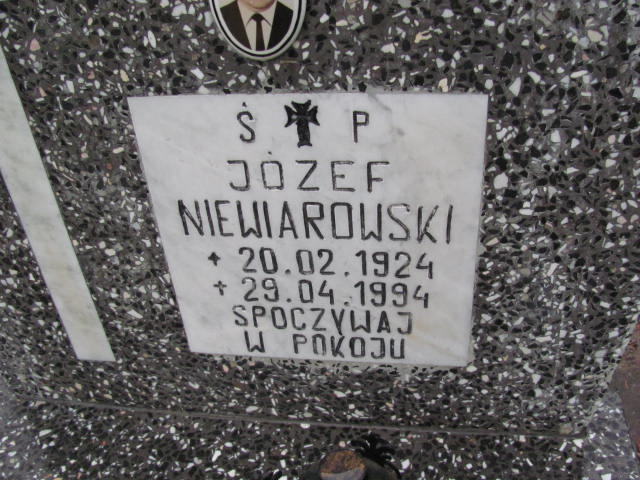 Ś ✝ P
JÓZEF
NIEWIAROWSKI
* 20.02.1924
✝ 29.04.1994
SPOCZYWAJ
W POKOJU